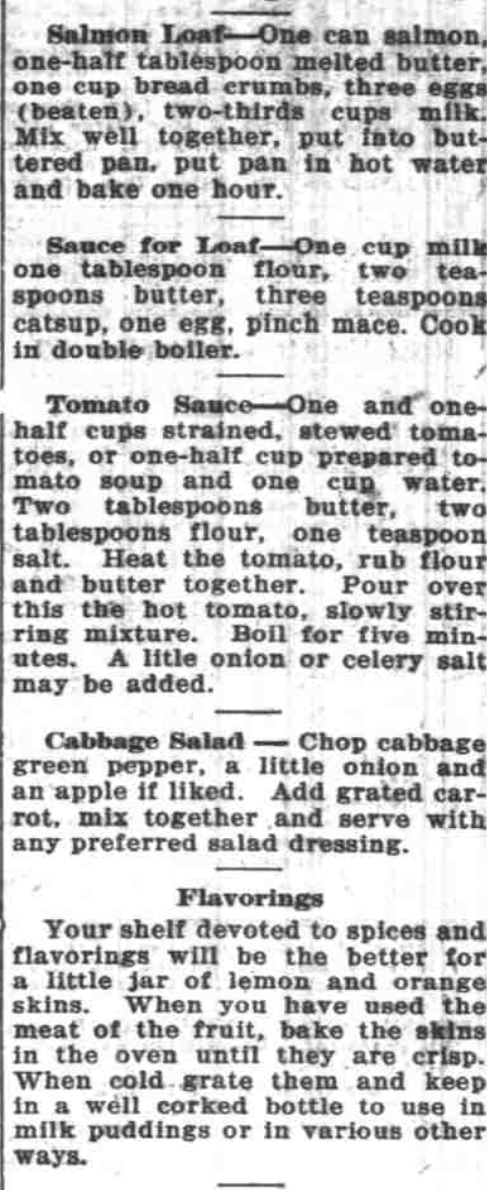 Salmon Loaf—One can salmon,
one-half tablespoon melted butter,
one cup bread crumbs, three eggs
(beaten), two-thirds cups milk.
Mix well together, put into but-
tered pan, put pan in hot water
and bake one hour.
Sauce for Loaf—One cup milk
one tablespoon flour, two tea-
spoons butter, three teaspoons
catsup, one egg, pinch mace. Cook
in double boiler.
Tomato Sauce—One and one-
half cups strained, stewed toma-
toes, or one-half cup prepared to-
mato soup and one cup water.
Two tablespoons butter, two
tablespoons flour, one teaspoon
salt. Heat the tomato, rub flour
and butter together. Pour over
this the hot tomato, slowly stir-
ring mixture. Boil for five min-
utes. A litle onion or celery salt
may be added.
Cabbage Salad — Chop cabbage
green pepper, a little onion and
an apple if liked. Add grated car-
rot, mix together and serve with
any preferred salad dressing.
Flavorings
Your shelf devoted to spices and
flavorings will be the better for
a little jar of lemon and orange
skins. When you have used the
meat of the fruit, bake the skins
in the oven until they are crisp.
When cold grate them and keep
in a well corked bottle to use in
milk puddings or in various other
ways.